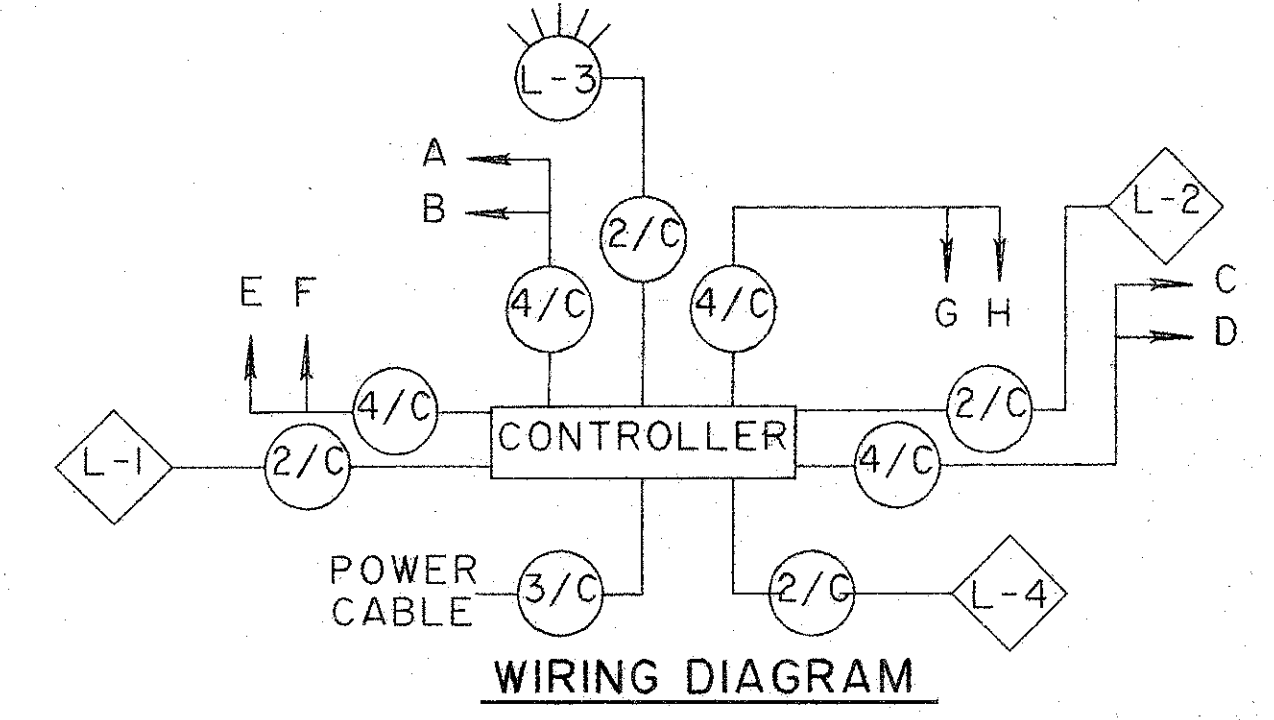 L-3
A
B
2/C
L-2
4/C
4/C
E F
G H
C
D
4/C
2/C
CONTROLLER
L-1
2/C
4/C
POWER
CABLE
3/C
2/C
L-4
WIRING DIAGRAM